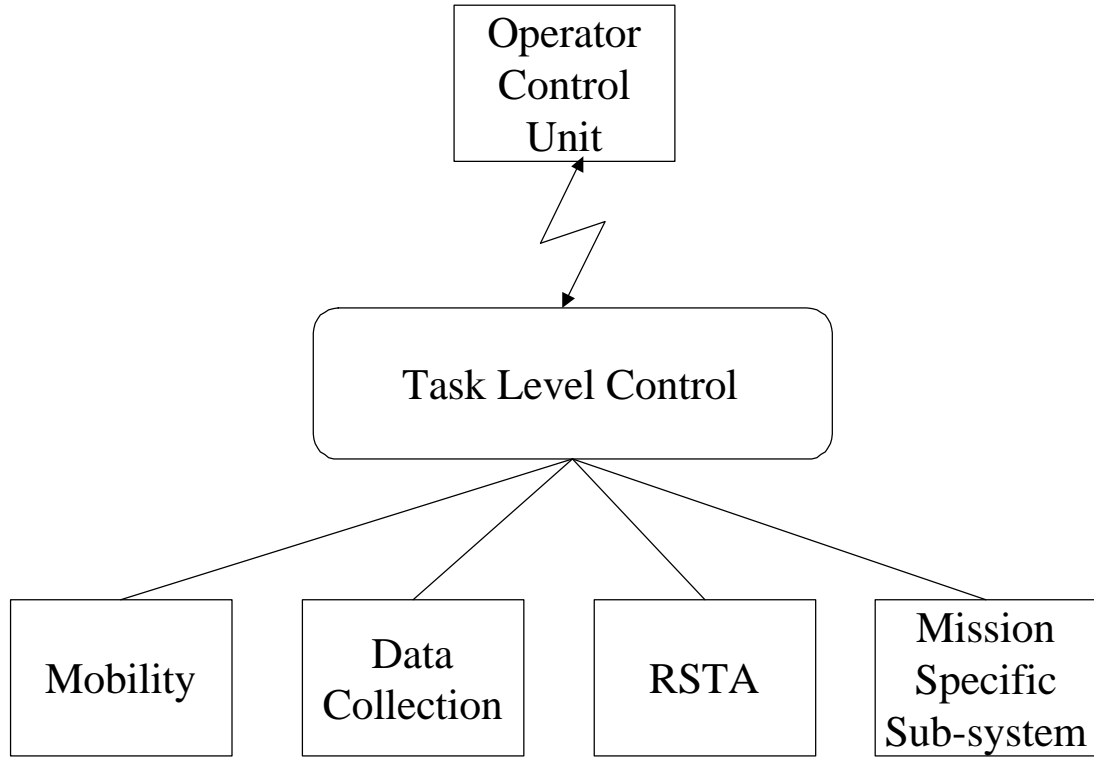 Operator
Control
Unit
Task Level Control
Mobility
Data
Collection
RSTA
Mission
Specific
Sub-system